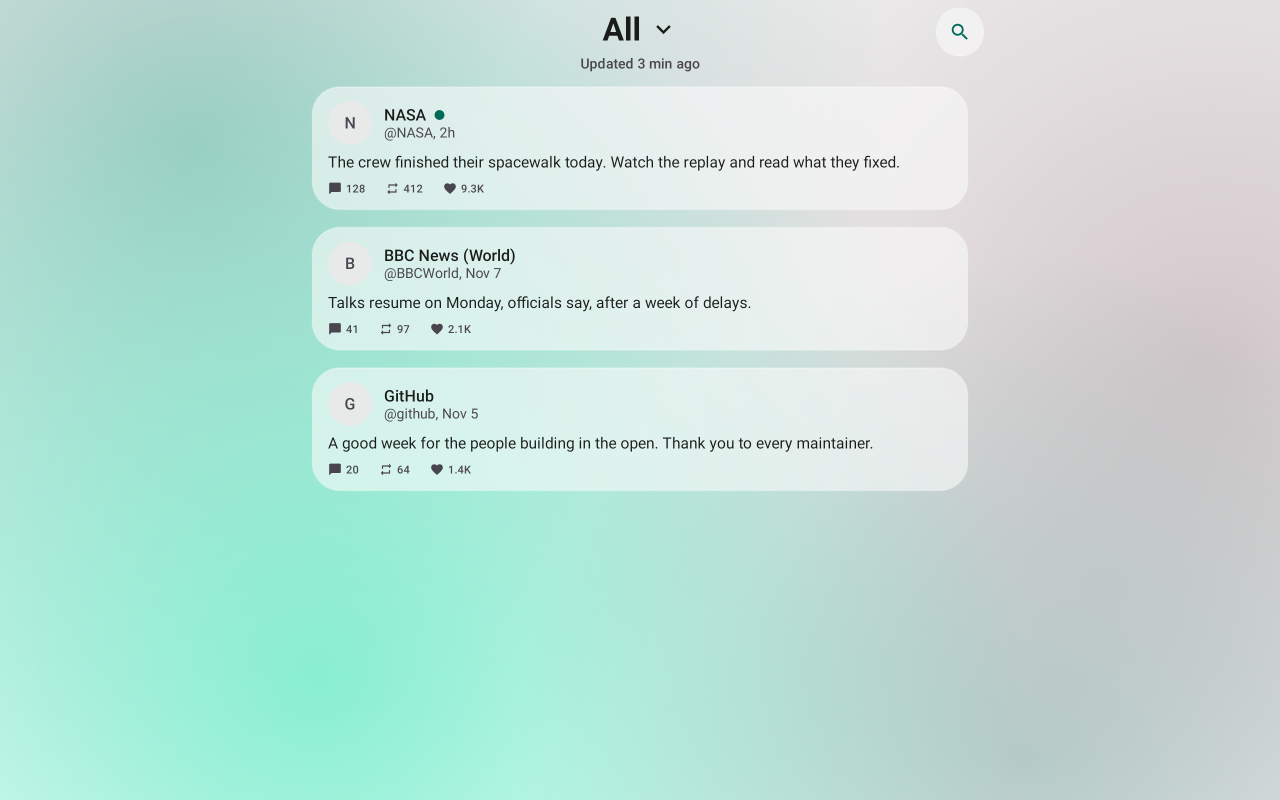 All
Updated 3 min ago
N
NASA
@NASA, 2h
The crew finished their spacewalk today. Watch the replay and read what they fixed.
128 412 9.3K
B
BBC News (World)
@BBCWorld, Nov 7
Talks resume on Monday, officials say, after a week of delays.
41 97 2.1K
G
GitHub
@github, Nov 5
A good week for the people building in the open. Thank you to every maintainer.
20 64 1.4K